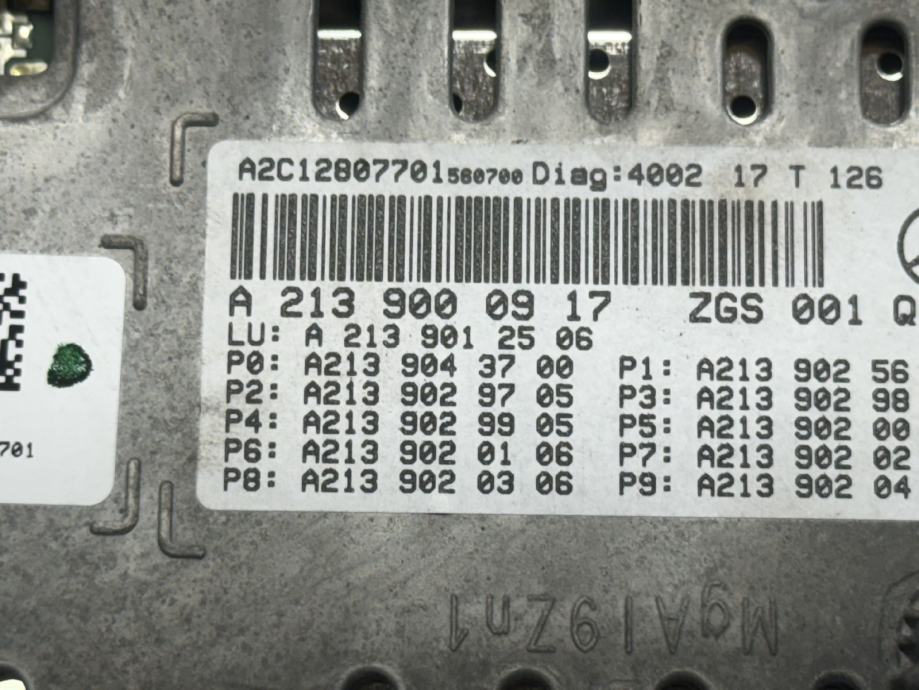 A2C12807701 560700 Diag:4002 17 T 126
A 213 900 09 17 ZGS 001 Q
LU: A 213 901 25 06
P0: A213 904 37 00 P1: A213 902 56
P2: A213 902 97 05 P3: A213 902 98
P4: A213 902 99 05 P5: A213 902 00
P6: A213 902 01 06 P7: A213 902 02
P8: A213 902 03 06 P9: A213 902 04
701
MgAl9Zn1